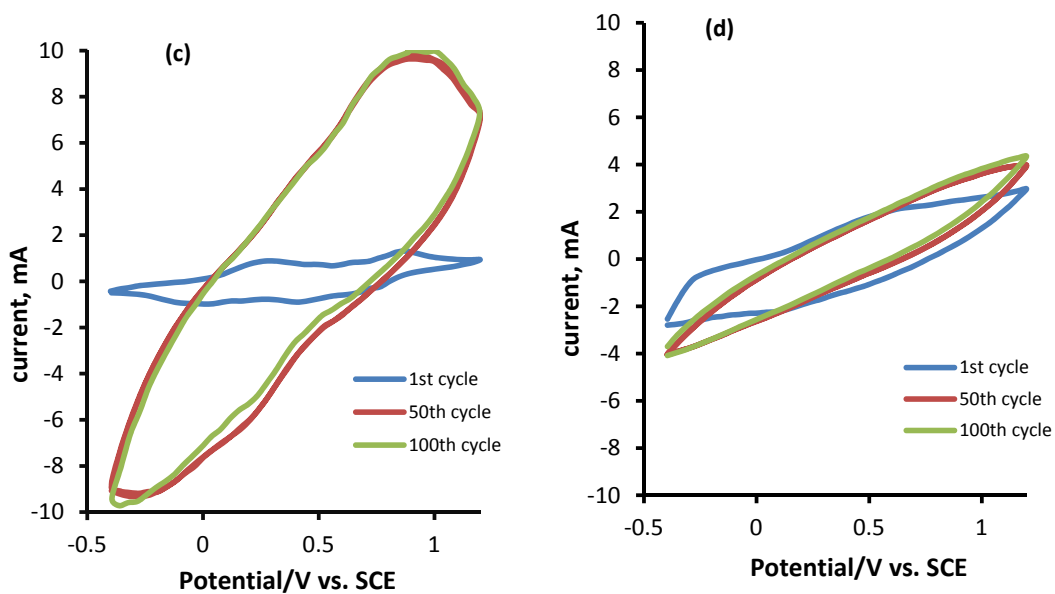 (c)
10
8
6
4
2
0
-2
-4
-6
-8
-10
current, mA
-0.5
0
0.5
1
Potential/V vs. SCE
1st cycle
50th cycle
100th cycle
(d)
10
8
6
4
2
0
-2
-4
-6
-8
-10
current, mA
-0.5
0
0.5
1
Potential/V vs. SCE
1st cycle
50th cycle
100th cycle